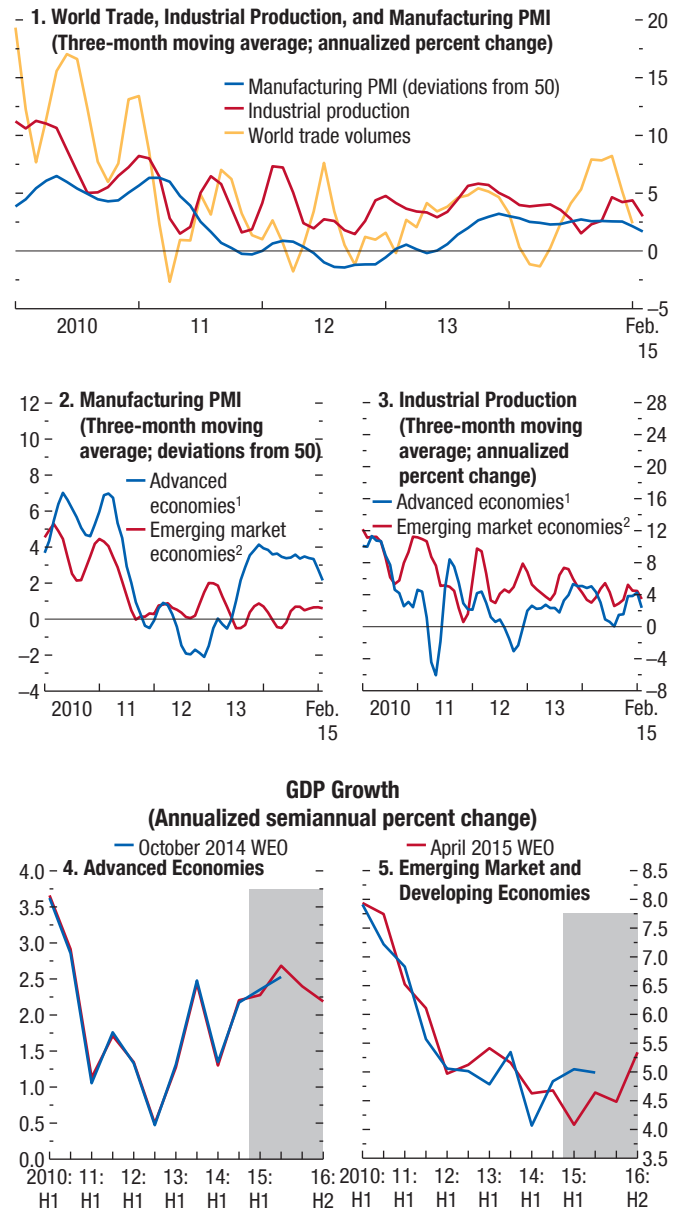 1. World Trade, Industrial Production, and Manufacturing PMI
(Three-month moving average; annualized percent change)
Manufacturing PMI (deviations from 50)
Industrial production
World trade volumes
20
15
10
5
0
–5
2010 11 12 13 Feb.
15
2. Manufacturing PMI
(Three-month moving
average; deviations from 50)
Advanced
economies1
Emerging market
economies2
12
10
8
6
4
2
0
–2
–4
2010 11 12 13 Feb.
15
3. Industrial Production
(Three-month moving
average; annualized
percent change)
Advanced economies1
Emerging market economies2
28
24
20
16
12
8
4
0
–4
–8
2010 11 12 13 Feb.
15
GDP Growth
(Annualized semiannual percent change)
October 2014 WEO
April 2015 WEO
4. Advanced Economies
4.0
3.5
3.0
2.5
2.0
1.5
1.0
0.5
0.0
2010: 11: 12: 13: 14: 15: 16:
H1 H1 H1 H1 H1 H1 H2
5. Emerging Market and
Developing Economies
8.5
8.0
7.5
7.0
6.5
6.0
5.5
5.0
4.5
4.0
3.5
2010: 11: 12: 13: 14: 15: 16:
H1 H1 H1 H1 H1 H1 H2